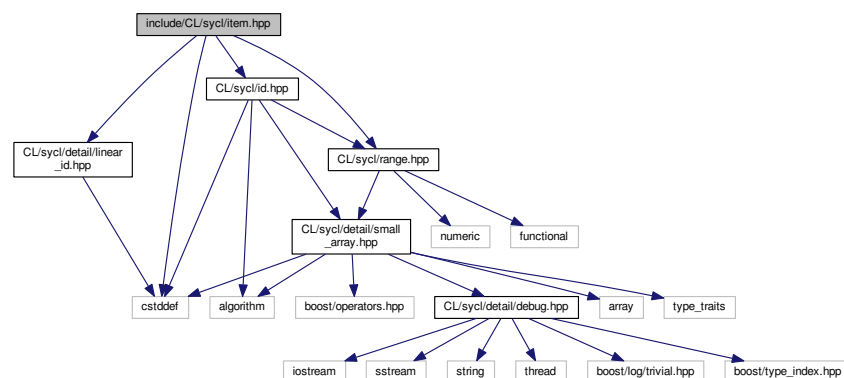 include/CL/sycl/item.hpp
CL/sycl/id.hpp
CL/sycl/detail/linear
_id.hpp
CL/sycl/range.hpp
CL/sycl/detail/small
_array.hpp
numeric
functional
cstddef
algorithm
boost/operators.hpp
CL/sycl/detail/debug.hpp
array
type_traits
iostream
sstream
string
thread
boost/log/trivial.hpp
boost/type_index.hpp